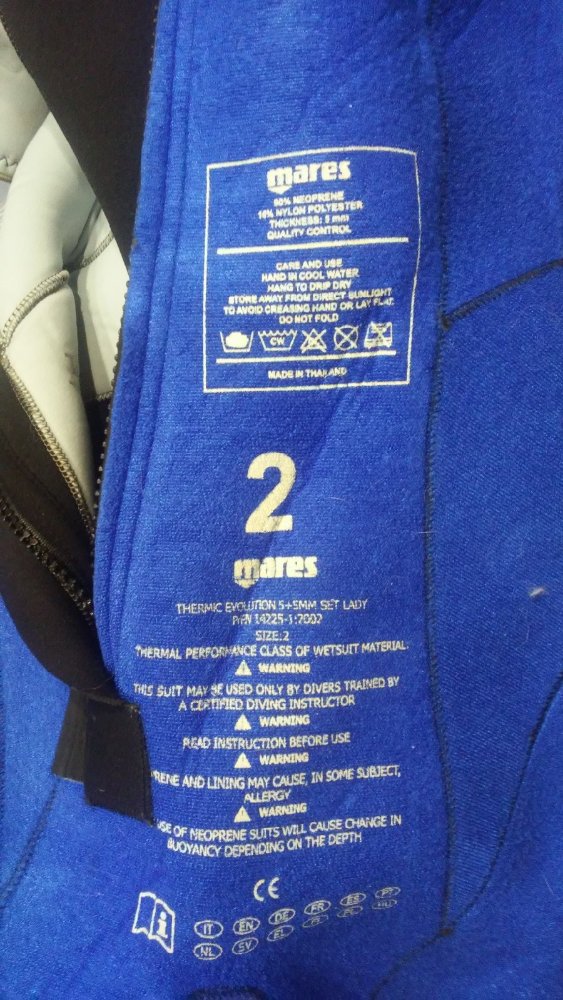 mares
90% NEOPRENE
10% NYLON POLYESTER
THICKNESS: 5 mm
QUALITY CONTROL
CARE AND USE
HAND IN COOL WATER
HANG TO DRIP DRY
STORE AWAY FROM DIRECT SUNLIGHT
TO AVOID CREASING HAND OR LAY FLAT
DO NOT FOLD
CW
MADE IN THAILAND
2
mares
THERMIC EVOLUTION 5+5MM SET LADY
14225-1:2002
SIZE:2
THERMAL PERFORMANCE CLASS OF WETSUIT MATERIAL:
WARNING
THIS SUIT MAY BE USED ONLY BY DIVERS TRAINED BY
A CERTIFIED DIVING INSTRUCTOR
WARNING
READ INSTRUCTION BEFORE USE
WARNING
PRENE AND LINING MAY CAUSE, IN SOME SUBJECT,
ALLERGY
WARNING
USE OF NEOPRENE SUITS WILL CAUSE CHANGE IN
BUOYANCY DEPENDING ON THE DEPTH
CE
IT EN DE FR ES PT
NL SV EL